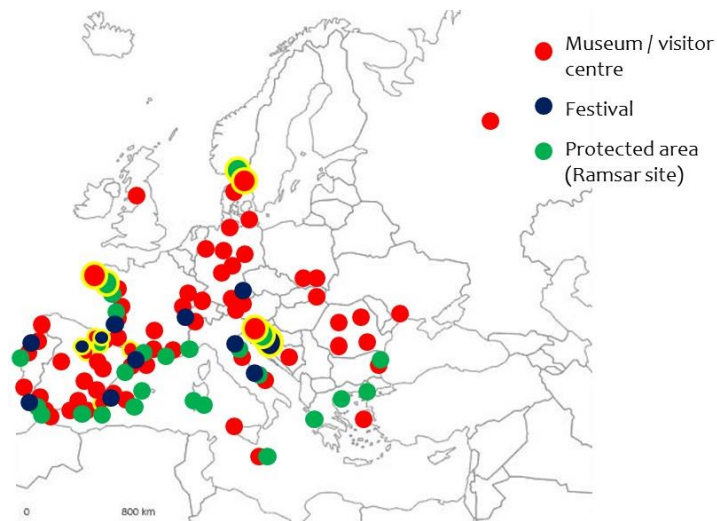 Museum / visitor
centre
Festival
Protected area
(Ramsar site)
0 800 km